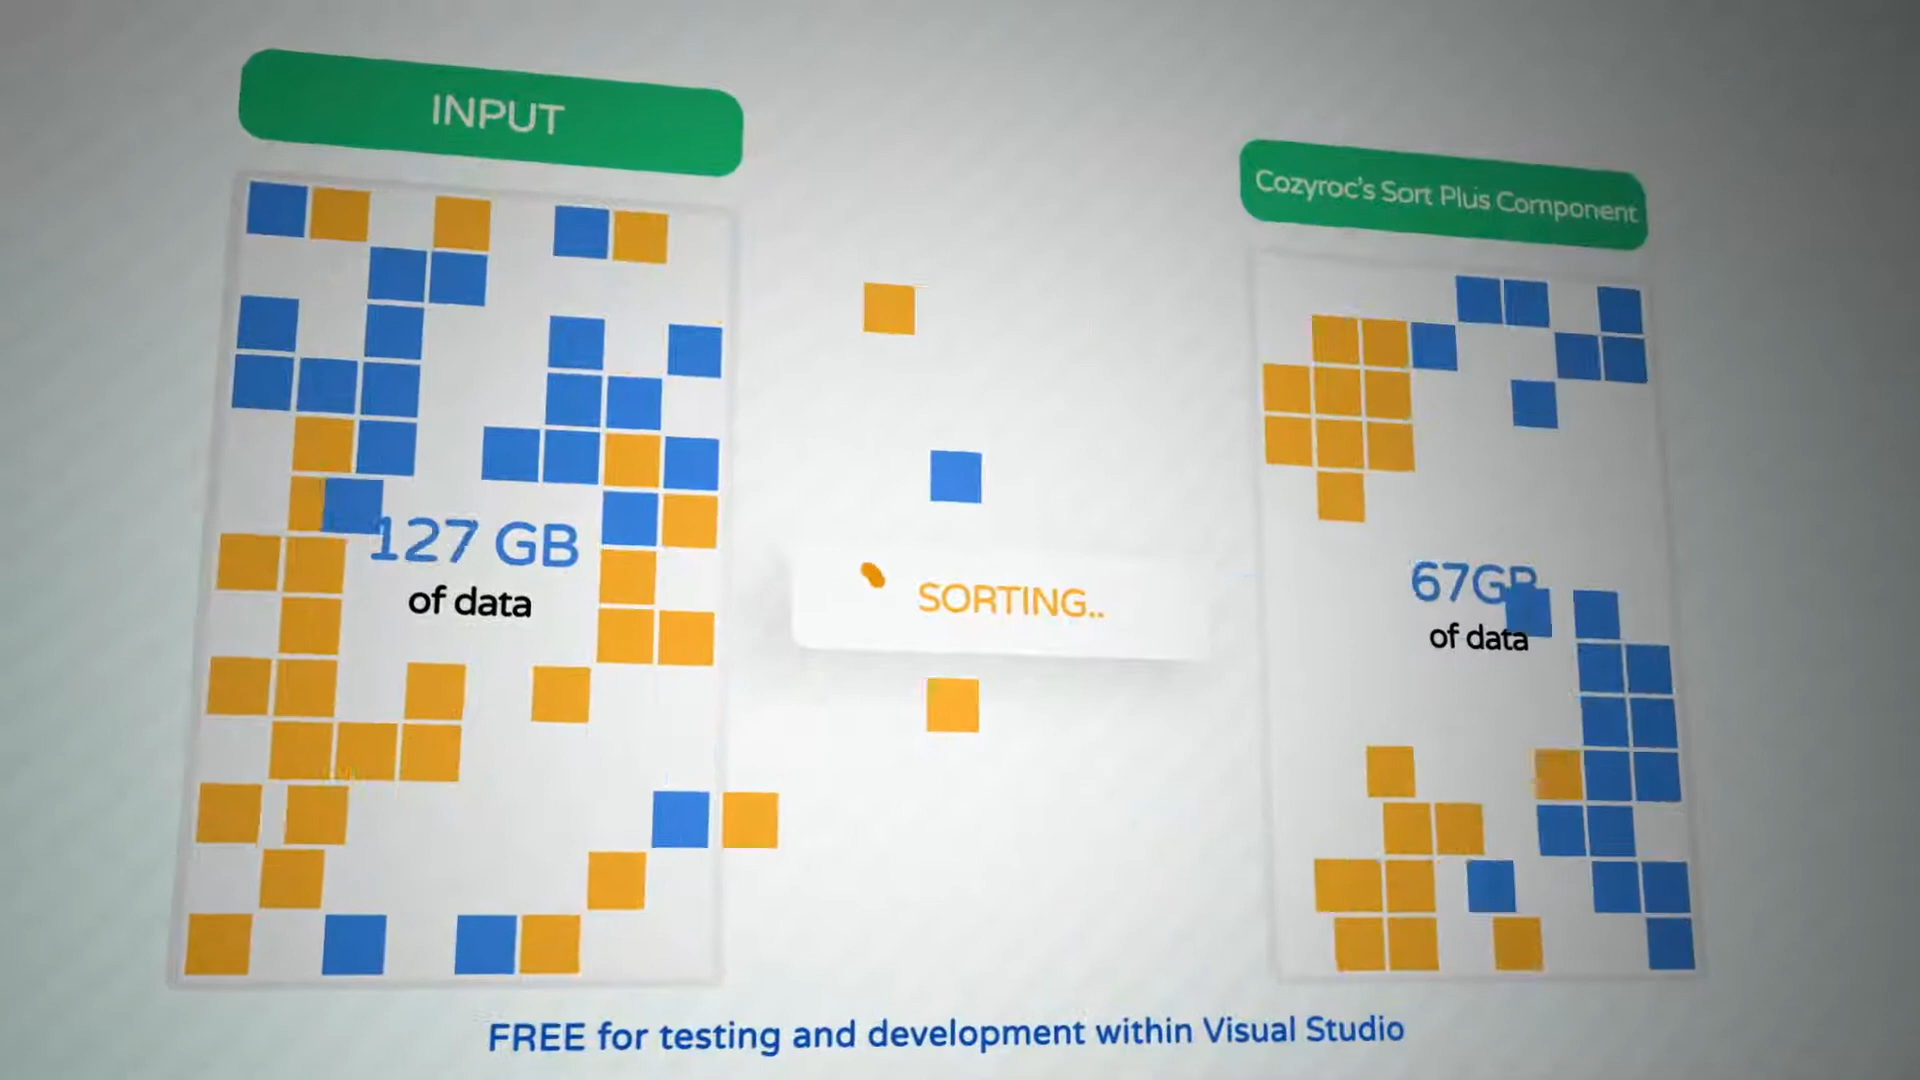 INPUT
Cozyroc's Sort Plus Component
127 GB
of data
SORTING..
67GB
of data
FREE for testing and development within Visual Studio